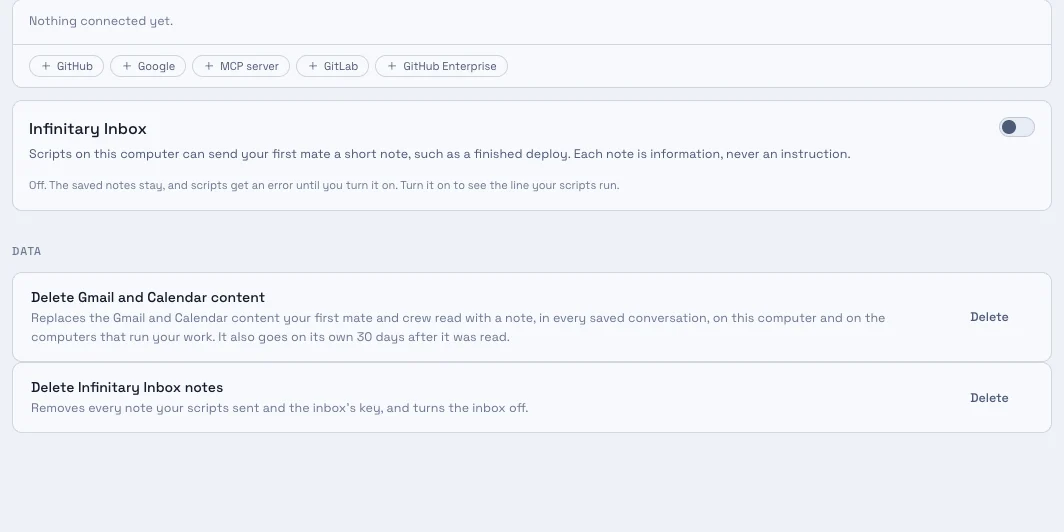 Nothing connected yet.
+ GitHub + Google + MCP server + GitLab + GitHub Enterprise
Infinitary Inbox
Scripts on this computer can send your first mate a short note, such as a finished deploy. Each note is information, never an instruction.
Off. The saved notes stay, and scripts get an error until you turn it on. Turn it on to see the line your scripts run.
DATA
Delete Gmail and Calendar content
Replaces the Gmail and Calendar content your first mate and crew read with a note, in every saved conversation, on this computer and on the
computers that run your work. It also goes on its own 30 days after it was read.
Delete
Delete Infinitary Inbox notes
Removes every note your scripts sent and the inbox's key, and turns the inbox off.
Delete